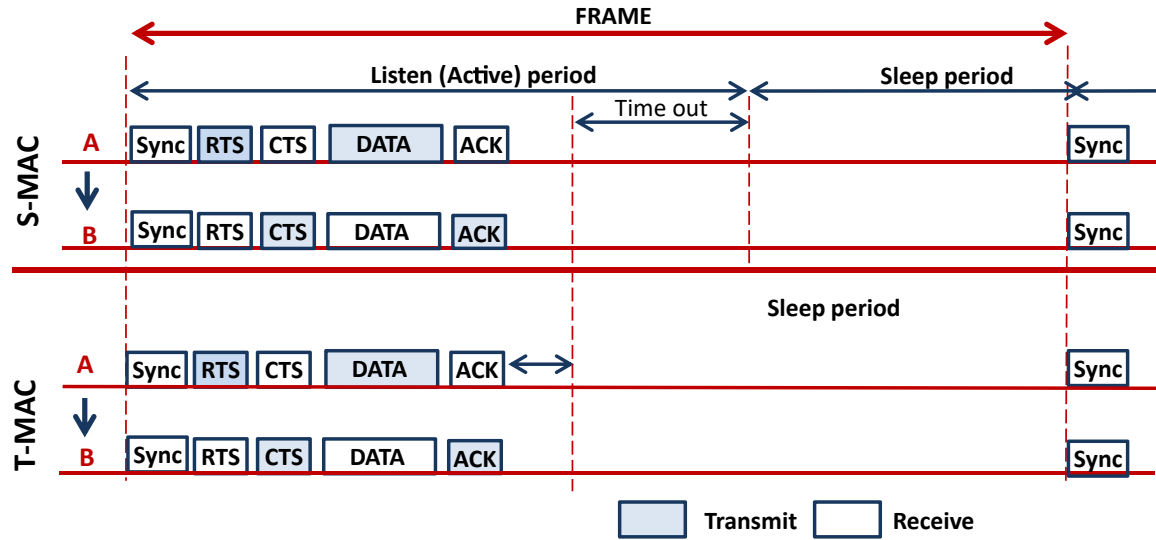 FRAME
Listen (Active) period
Sleep period
Time out
S-MAC
A
Sync RTS CTS DATA ACK Sync
B
Sync RTS CTS DATA ACK Sync
Sleep period
T-MAC
A
Sync RTS CTS DATA ACK Sync
B
Sync RTS CTS DATA ACK Sync
Transmit
Receive